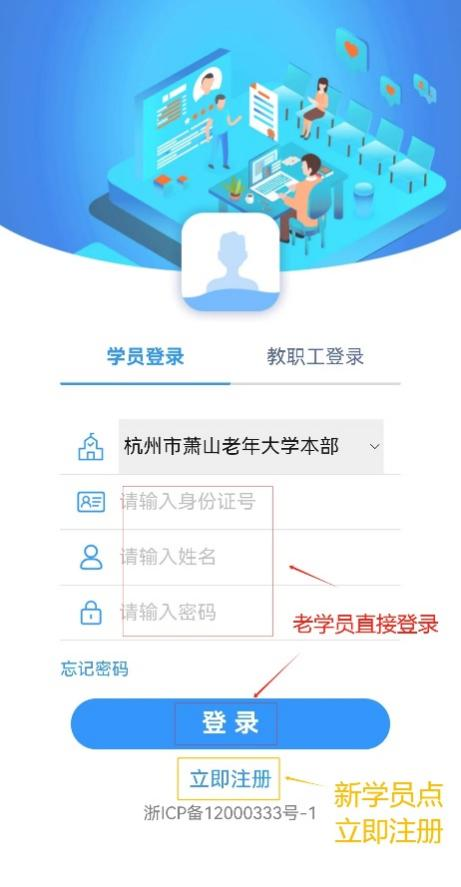 学员登录
教职工登录
杭州市萧山老年大学本部
请输入身份证号
请输入姓名
请输入密码
老学员直接登录
忘记密码
登录
立即注册
浙ICP备12000333号-1
新学员点
立即注册